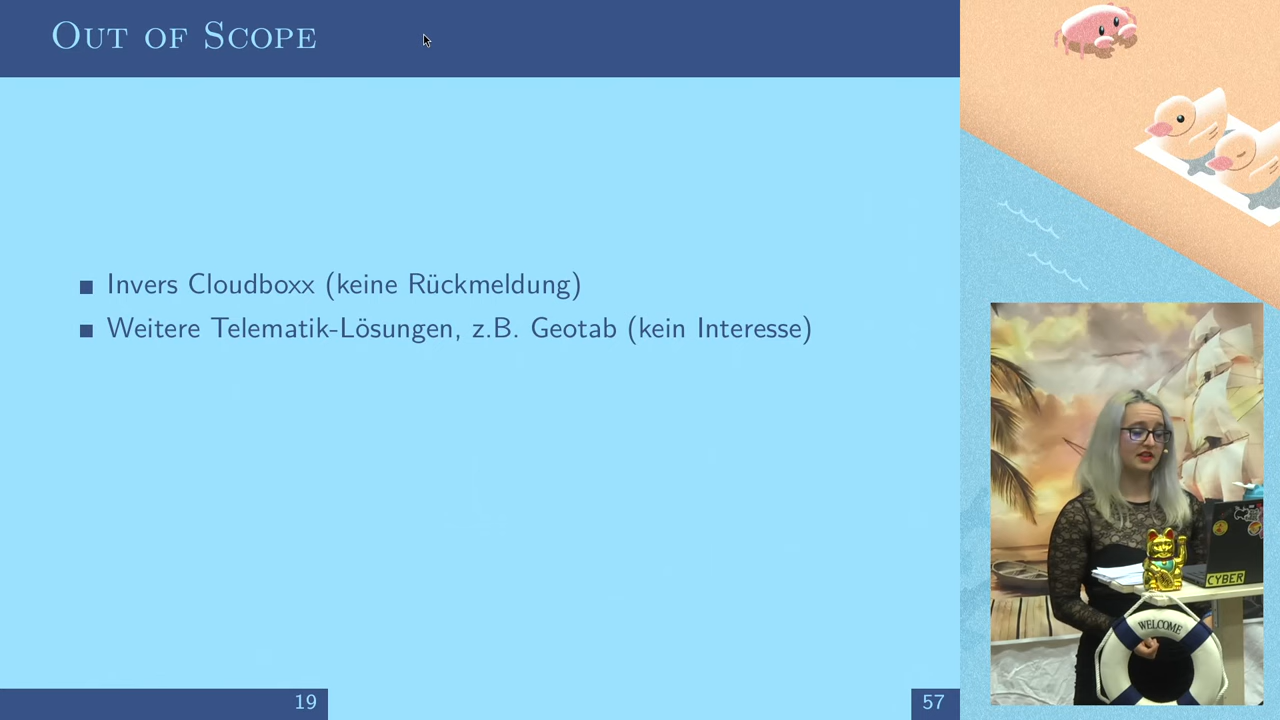 Out of Scope
Invers Cloudboxx (keine Rückmeldung)
Weitere Telematik-Lösungen, z.B. Geotab (kein Interesse)
19
57
CYBER
WELCOME